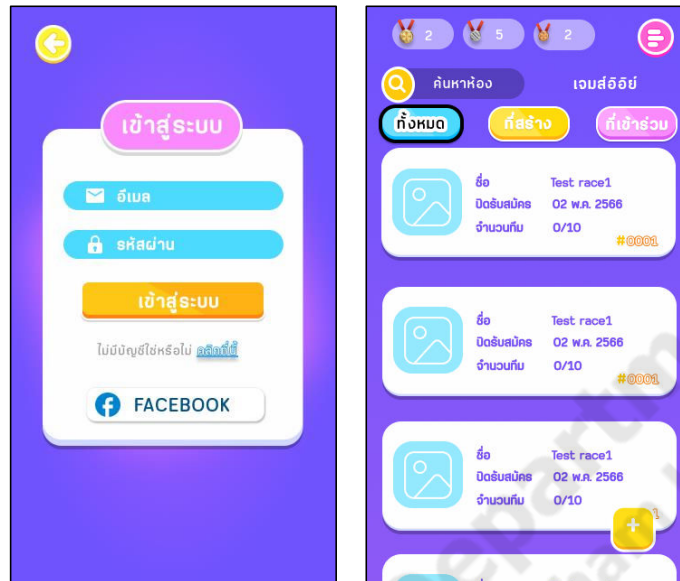 เข้าสู่ระบบ
อีเมล
รหัสผ่าน
เข้าสู่ระบบ
ไม่มีบัญชีใช่หรือไม่ คลิกที่นี่
FACEBOOK
2 5 2
ค้นหาห้อง
เจมส์อิอิย์
ทั้งหมด ที่สร้าง ที่เข้าร่วม
ชื่อ Test race1
ปิดรับสมัคร 02 พ.ค. 2566
จำนวนทีม 0/10
#0001
ชื่อ Test race1
ปิดรับสมัคร 02 พ.ค. 2566
จำนวนทีม 0/10
#0001
ชื่อ Test race1
ปิดรับสมัคร 02 พ.ค. 2566
จำนวนทีม 0/10
+